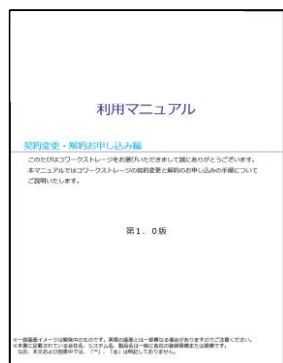 利用マニュアル
契約変更・解約お申し込み編
このたびはコワークストレージをお選びいただきまして誠にありがとうございます。
本マニュアルではコワークストレージの契約変更と解約のお申し込みの手順について
ご説明いたします。
第1.0版
※一部画面イメージは開発中のものです。実際の画面とは一部異なる場合がありますのでご注意ください。
※本書に記載されている会社名、システム名、製品名は一般に各社の登録商標または商標です。
なお、本文および図表中では、「™」、「®」は明記しておりません。